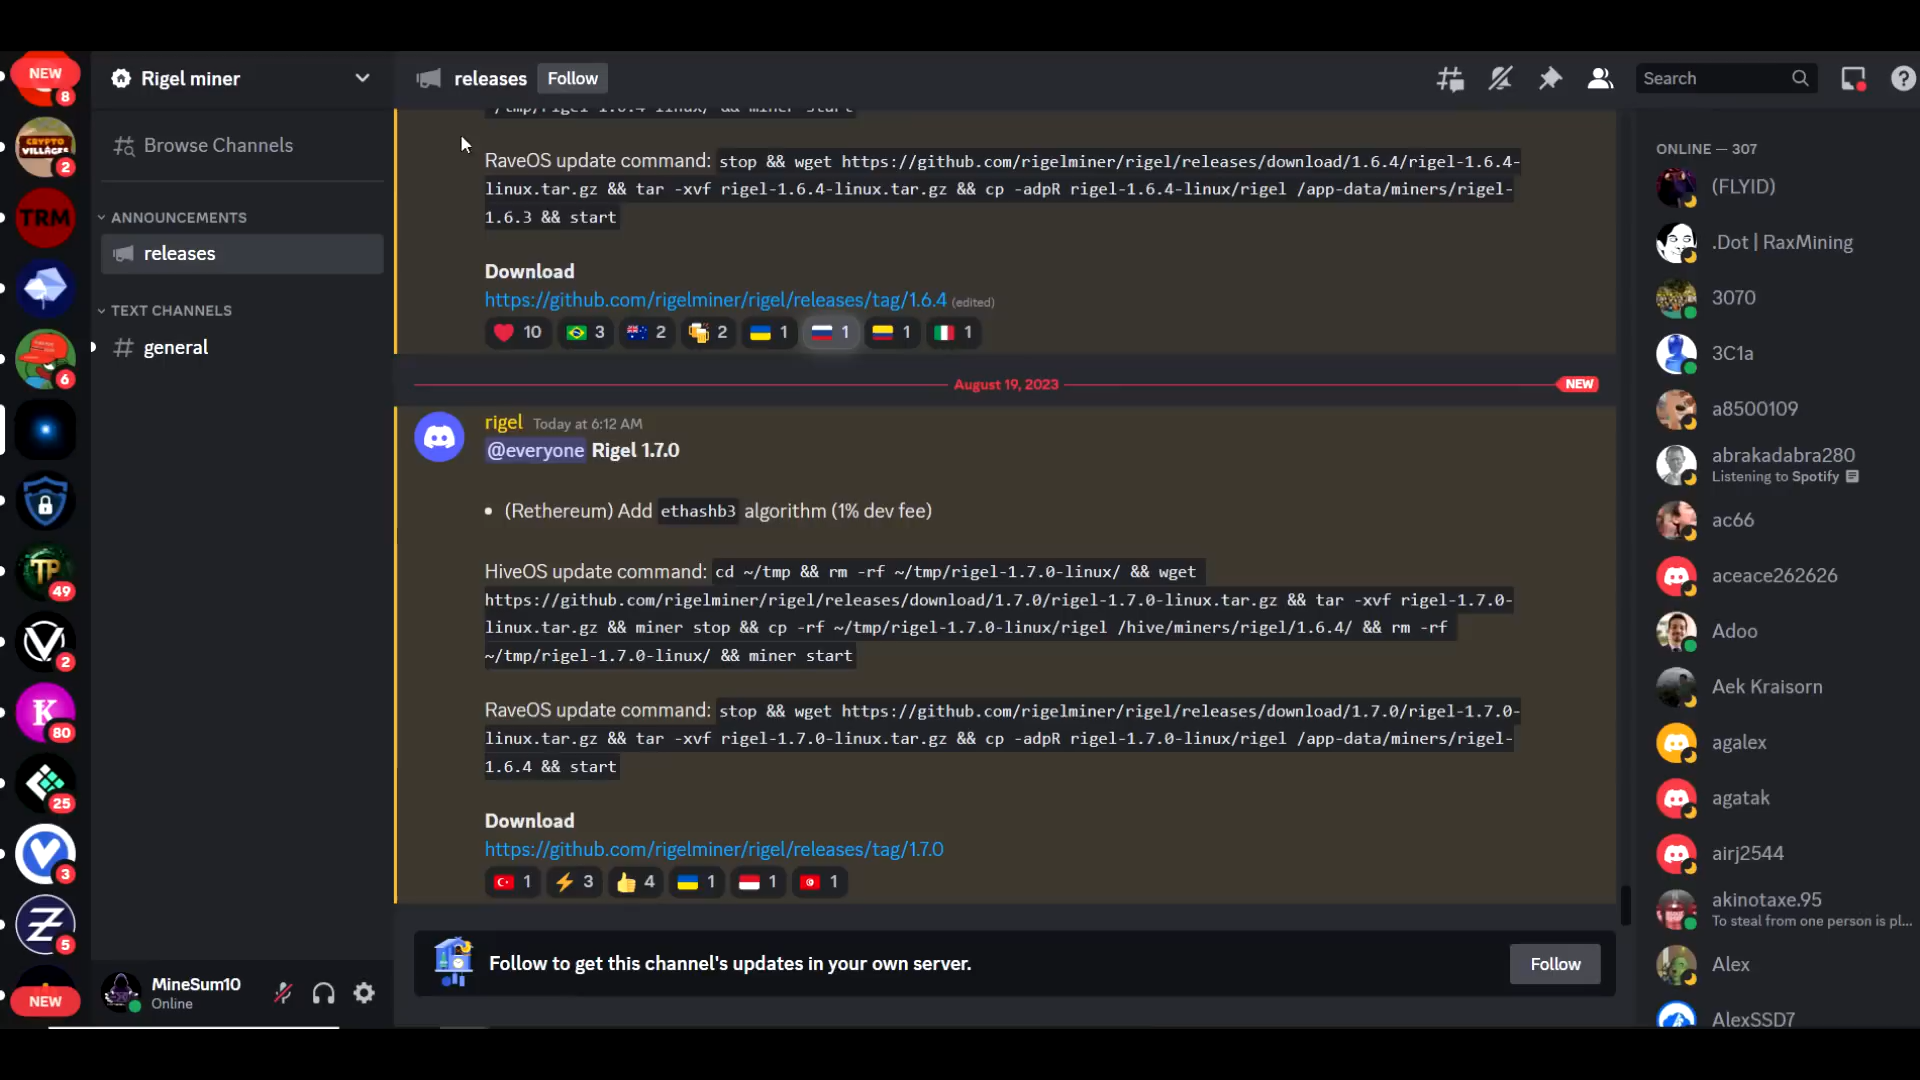 NEW
8
Rigel miner
releases
Follow
Search
Browse Channels
ANNOUNCEMENTS
releases
TEXT CHANNELS
general
CRYPTO
VILLAGES
2
TRM
6
TP
49
2
80
25
3
5
NEW
MineSum10
Online
RaveOS update command: stop && wget https://github.com/rigelminer/rigel/releases/download/1.6.4/rigel-1.6.4-
linux.tar.gz && tar -xvf rigel-1.6.4-linux.tar.gz && cp -adpR rigel-1.6.4-linux/rigel /app-data/miners/rigel-
1.6.3 && start
Download
https://github.com/rigelminer/rigel/releases/tag/1.6.4 (edited)
10 3 2 2 1 1 1 1
August 19, 2023 NEW
rigel Today at 6:12 AM
@everyone Rigel 1.7.0
• (Rethereum) Add ethashb3 algorithm (1% dev fee)
HiveOS update command: cd ~/tmp && rm -rf ~/tmp/rigel-1.7.0-linux/ && wget
https://github.com/rigelminer/rigel/releases/download/1.7.0/rigel-1.7.0-linux.tar.gz && tar -xvf rigel-1.7.0-
linux.tar.gz && miner stop && cp -rf ~/tmp/rigel-1.7.0-linux/rigel /hive/miners/rigel/1.6.4/ && rm -rf
~/tmp/rigel-1.7.0-linux/ && miner start
RaveOS update command: stop && wget https://github.com/rigelminer/rigel/releases/download/1.7.0/rigel-1.7.0-
linux.tar.gz && tar -xvf rigel-1.7.0-linux.tar.gz && cp -adpR rigel-1.7.0-linux/rigel /app-data/miners/rigel-
1.6.4 && start
Download
https://github.com/rigelminer/rigel/releases/tag/1.7.0
1 3 4 1 1 1
Follow to get this channel's updates in your own server.
Follow
ONLINE — 307
(FLYID)
.Dot | RaxMining
3070
3C1a
a8500109
abrakadabra280
Listening to Spotify
ac66
aceace262626
Adoo
Aek Kraisorn
agalex
agatak
airj2544
akinotaxe.95
To steal from one person is pl...
Alex
AlexSSD7